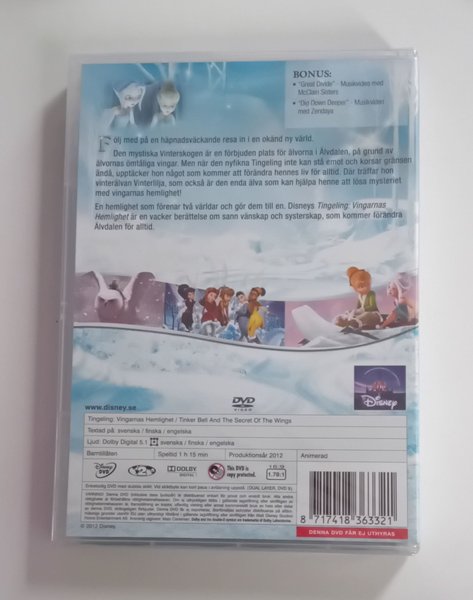 BONUS:
• "Great Divide" - Musikvideo med
McClain Sisters
• "Dig Down Deeper" - Musikvideo
med Zendaya
Följ med på en häpnadsväckande resa in i en okänd ny värld.
Den mystiska Vinterskogen är en förbjuden plats för älvorna i Älvdalen, på grund av
älvornas ömtåliga vingar. Men när den nyfikna Tingeling inte kan stå emot och korsar gränsen
ändå, upptäcker hon något som kommer att förändra hennes liv för alltid. Där träffar hon
vinterälvan Vinterlilja, som också är den enda älva som kan hjälpa henne att lösa mysteriet
med vingarnas hemlighet!
En hemlighet som förenar två världar och gör dem till en. Disneys Tingeling: Vingarnas
Hemlighet är en vacker berättelse om sann vänskap och systerskap, som kommer förändra
Älvdalen för alltid.
www.disney.se
DVD
VIDEO
Disney
Tingeling: Vingarnas Hemlighet / Tinker Bell And The Secret Of The Wings
Textad på: svenska / finska / engelska
Ljud: Dolby Digital 5.1 svenska / finska / engelska
Barntillåten
Speltid 1 h 15 min
Produktionsår 2012
Animerad
Disney
DVD
2
DOLBY
DIGITAL
This DVD is
copy protected.
16:9
1.78:1
© 2012 Disney.
8 717418 363321
DENNA DVD FÅR EJ UTHYRAS